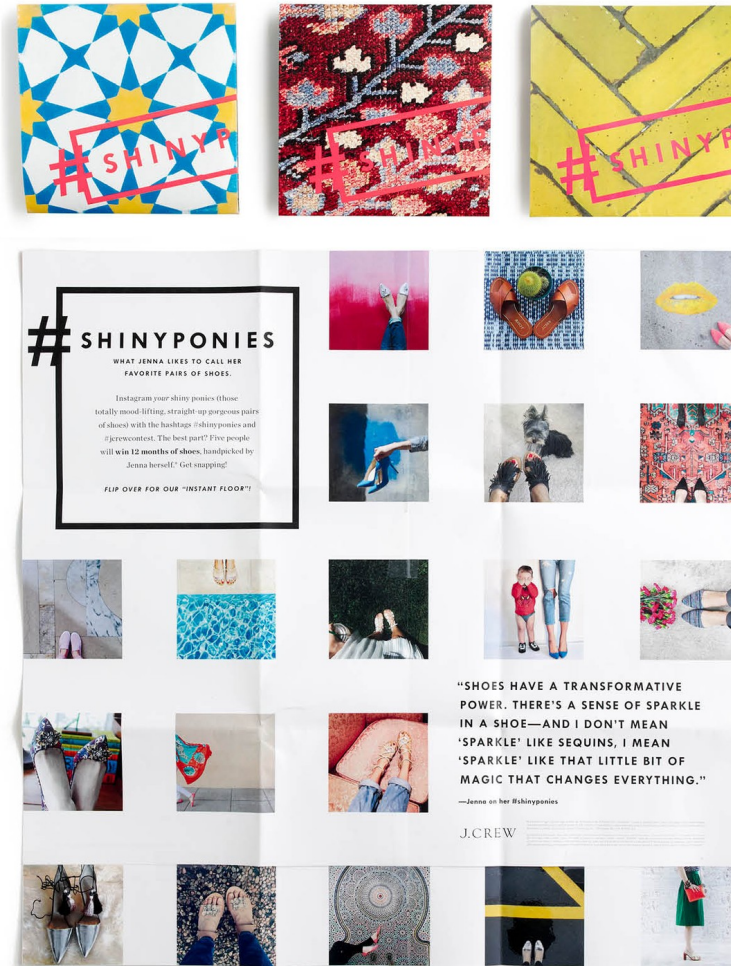 #SHINYP
#SHINYP
#SHINYP
#SHINYPONIES
WHAT JENNA LIKES TO CALL HER
FAVORITE PAIRS OF SHOES.
Instagram your shiny ponies (those
totally mood-lifting, straight-up gorgeous pairs
of shoes) with the hashtags #shinyponies and
#jcrewcontest. The best part? Five people
will win 12 months of shoes, handpicked by
Jenna herself.* Get snapping!
FLIP OVER FOR OUR "INSTANT FLOOR"!
"SHOES HAVE A TRANSFORMATIVE
POWER. THERE'S A SENSE OF SPARKLE
IN A SHOE—AND I DON'T MEAN
'SPARKLE' LIKE SEQUINS, I MEAN
'SPARKLE' LIKE THAT LITTLE BIT OF
MAGIC THAT CHANGES EVERYTHING."
—Jenna on her #shinyponies
J.CREW